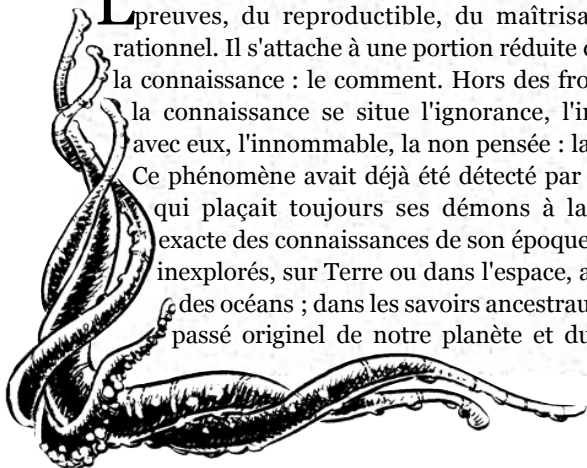 L
preuves, du reproductible, du maîtrisa
rationnel. Il s'attache à une portion réduite
la connaissance : le comment. Hors des fro
la connaissance se situe l'ignorance, l'i
avec eux, l'innommable, la non pensée : la
Ce phénomène avait déjà été détecté par
qui plaçait toujours ses démons à la
exacte des connaissances de son époque
inexplorés, sur Terre ou dans l'espace, a
des océans ; dans les savoirs ancestrau
passé originel de notre planète et du